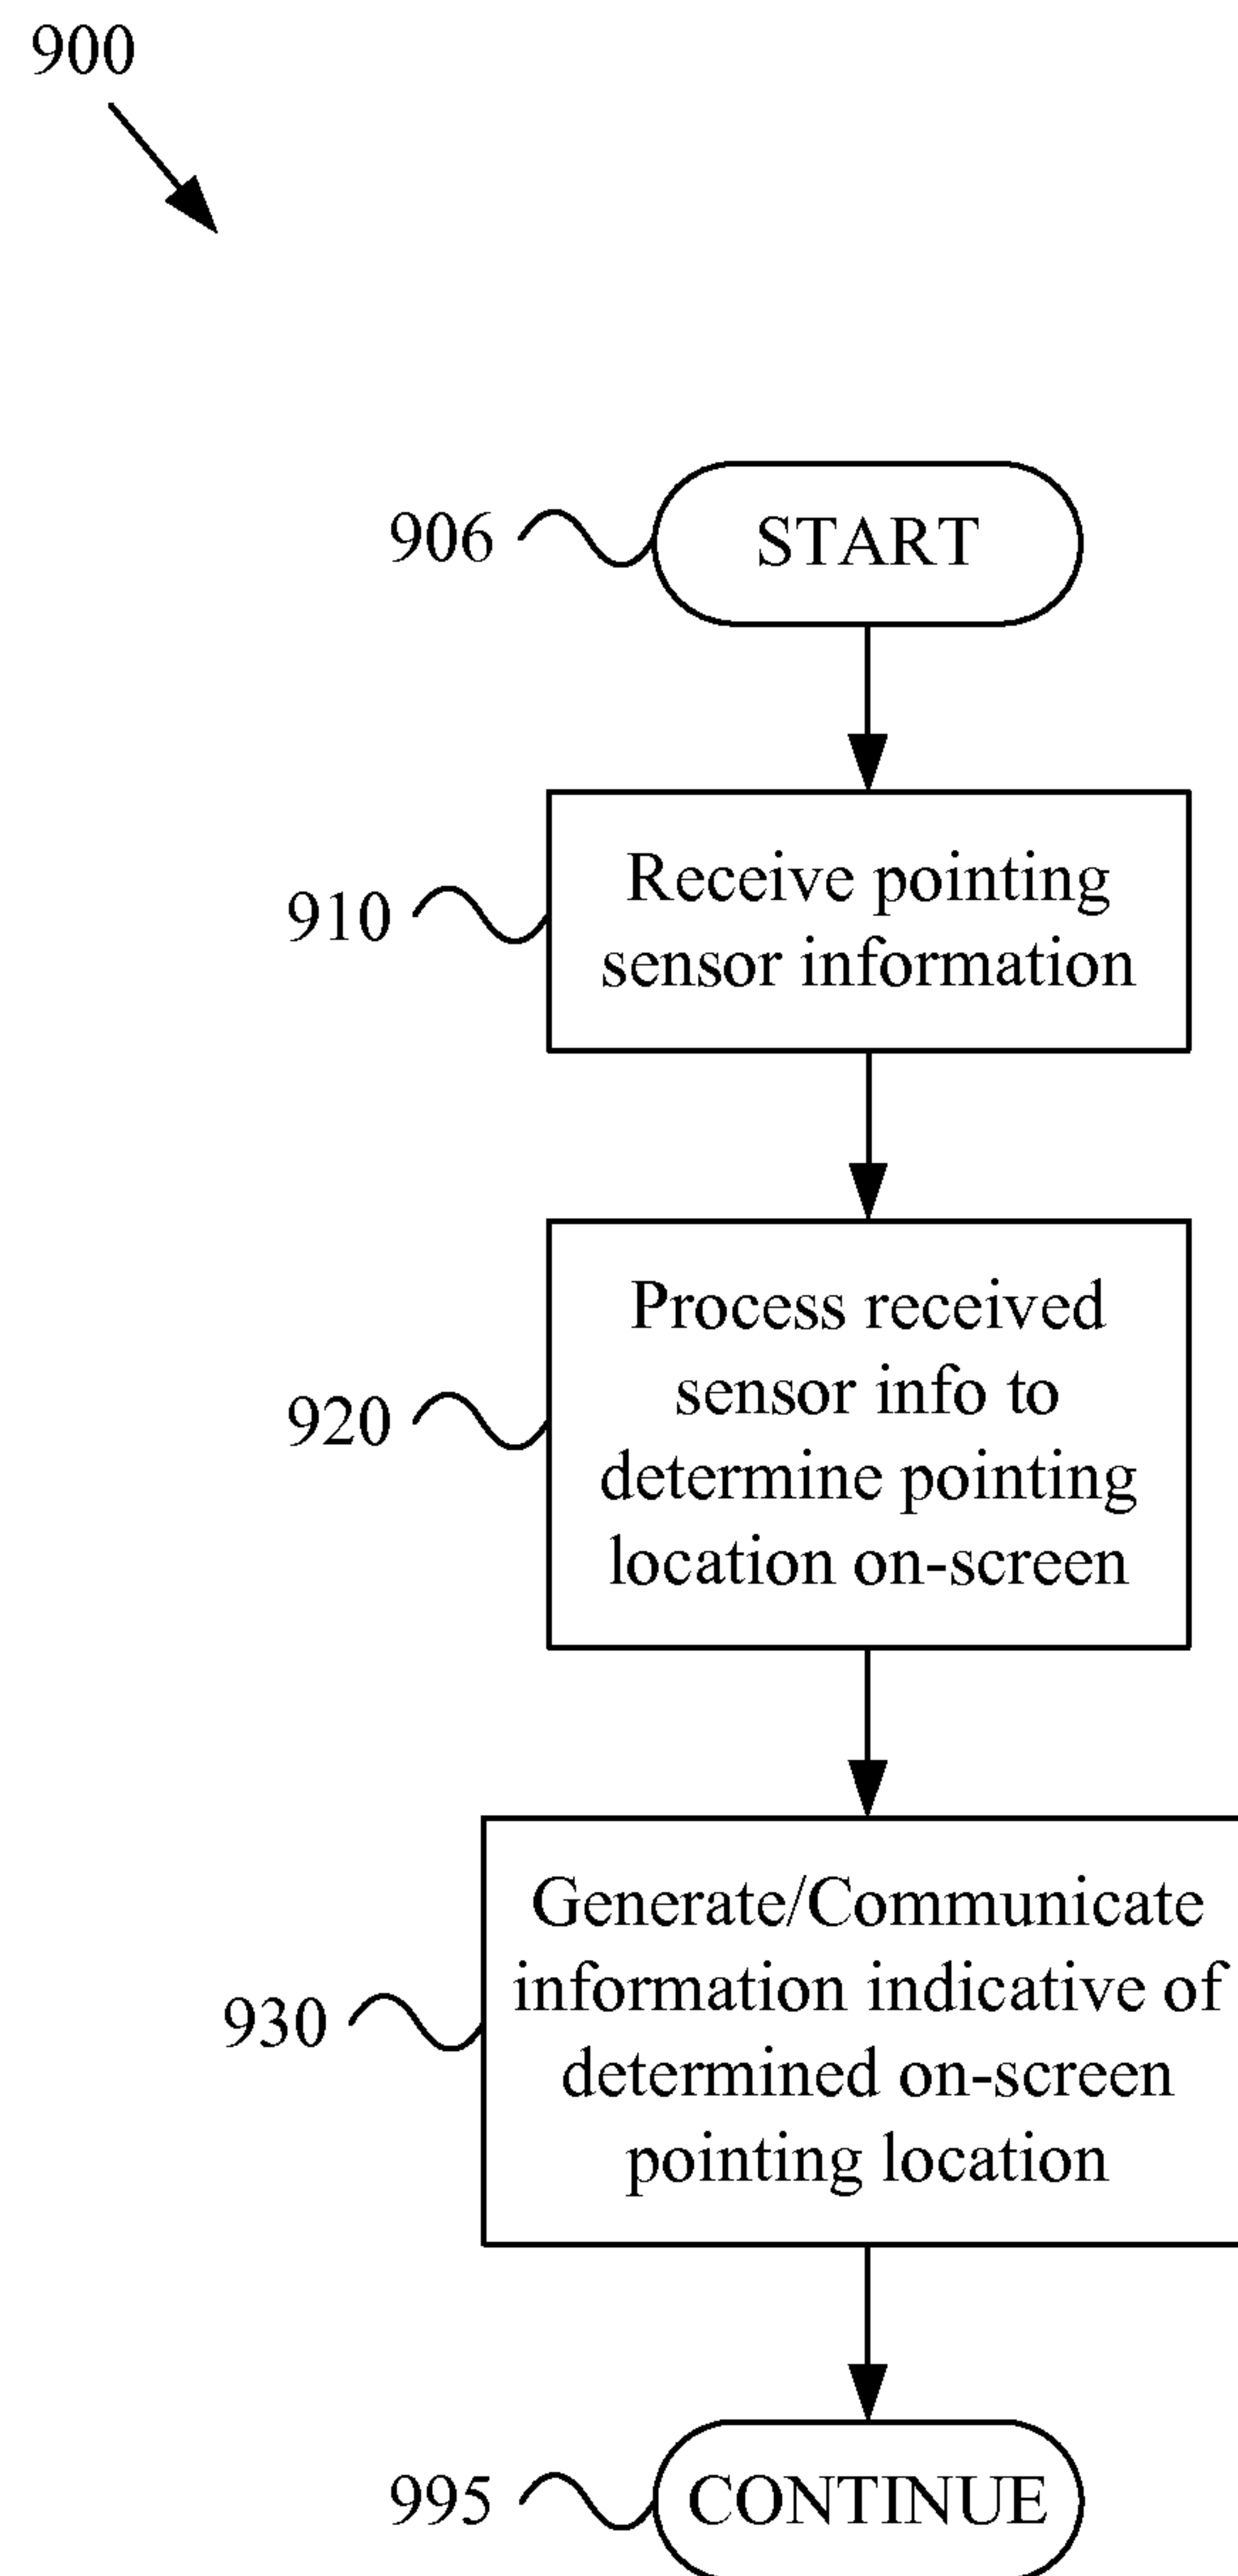 900
906
START
910
Receive pointing
sensor information
920
Process received
sensor info to
determine pointing
location on-screen
930
Generate/Communicate
information indicative of
determined on-screen
pointing location
995
CONTINUE